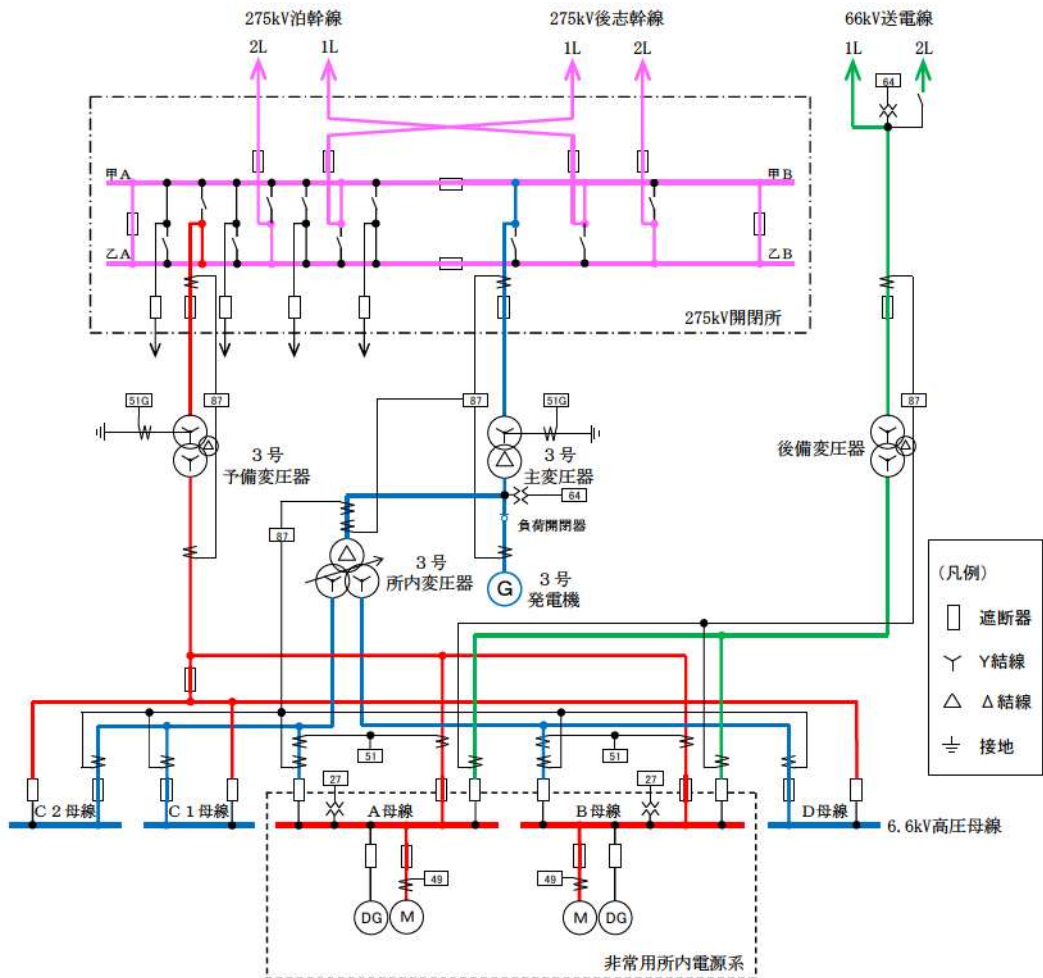 275kV泊幹線
275kV後志幹線
66kV送電線
2L
1L
1L
2L
1L
2L
64
甲A
甲B
乙A
乙B
275kV開閉所
51G
87
87
51G
87
3号
予備変圧器
3号
主変圧器
後備変圧器
64
負荷開閉器
87
3号
所内変圧器
G
3号
発電機
(凡例)
遮断器
Y結線
Δ結線
接地
51
51
27
27
C2母線
C1母線
A母線
B母線
D母線
6.6kV高圧母線
49
49
DG
M
M
DG
非常用所内電源系